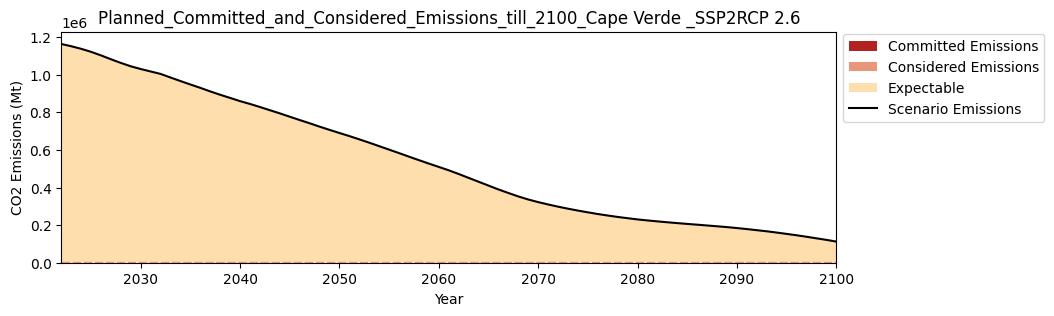 Planned_Committed_and_Considered_Emissions_till_2100_Cape Verde _SSP2RCP 2.6
1e6
1.2
1.0
0.8
0.6
0.4
0.2
0.0
CO2 Emissions (Mt)
2030 2040 2050 2060 2070 2080 2090 2100
Year
Committed Emissions
Considered Emissions
Expectable
Scenario Emissions